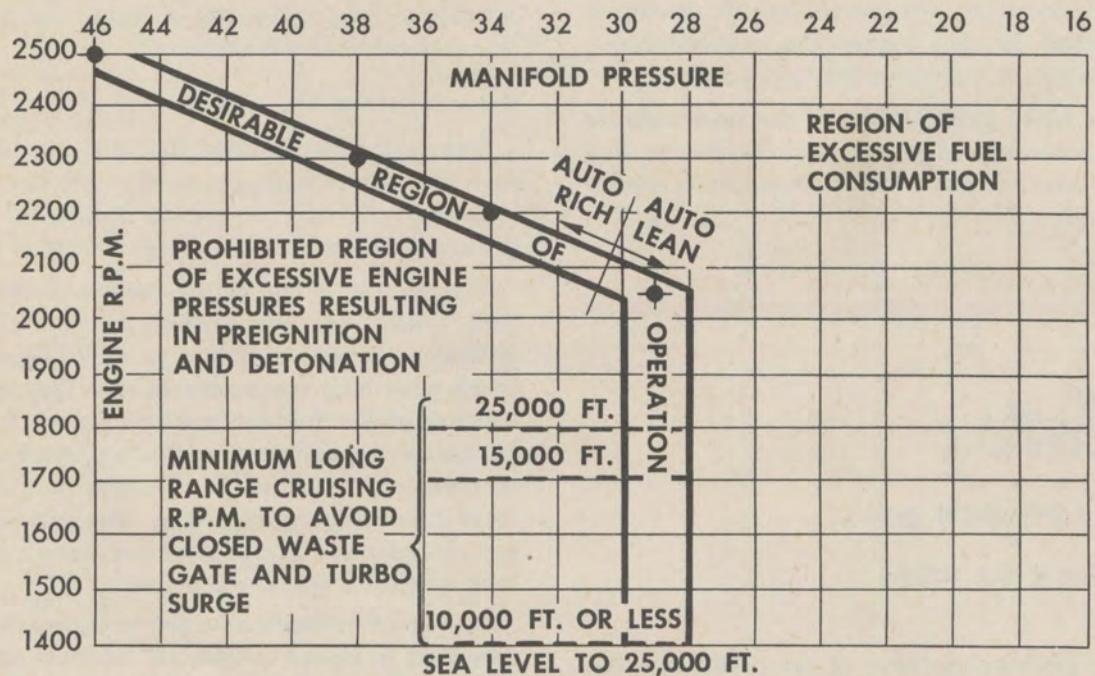 46 44 42 40 38 36 34 32 30 28 26 24 22 20 18 16
2500
2400
2300
2200
2100
2000
1900
1800
1700
1600
1500
1400
ENGINE R.P.M.
MANIFOLD PRESSURE
DESIRABLE
REGION
OF
OPERATION
AUTO
RICH
AUTO
LEAN
REGION OF
EXCESSIVE FUEL
CONSUMPTION
PROHIBITED REGION
OF EXCESSIVE ENGINE
PRESSURES RESULTING
IN PREIGNITION
AND DETONATION
MINIMUM LONG
RANGE CRUISING
R.P.M. TO AVOID
CLOSED WASTE
GATE AND TURBO
SURGE
25,000 FT.
15,000 FT.
10,000 FT. OR LESS
SEA LEVEL TO 25,000 FT.